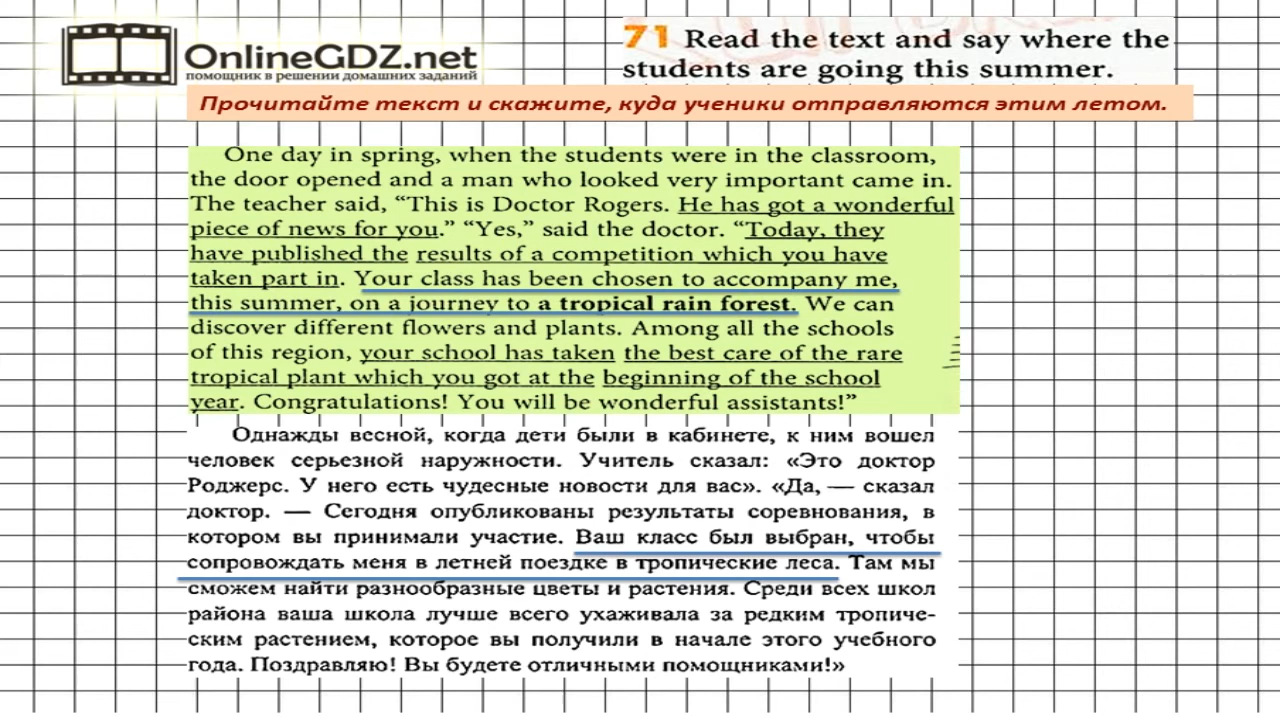 OnlineGDZ.net
помощник в решении домашних заданий
71 Read the text and say where the
students are going this summer.
Прочитайте текст и скажите, куда ученики отправляются этим летом.
One day in spring, when the students were in the classroom,
the door opened and a man who looked very important came in.
The teacher said, “This is Doctor Rogers. He has got a wonderful
piece of news for you.” “Yes,” said the doctor. “Today, they
have published the results of a competition which you have
taken part in. Your class has been chosen to accompany me,
this summer, on a journey to a tropical rain forest. We can
discover different flowers and plants. Among all the schools
of this region, your school has taken the best care of the rare
tropical plant which you got at the beginning of the school
year. Congratulations! You will be wonderful assistants!”
Однажды весной, когда дети были в кабинете, к ним вошел
человек серьезной наружности. Учитель сказал: «Это доктор
Роджерс. У него есть чудесные новости для вас». «Да, — сказал
доктор. — Сегодня опубликованы результаты соревнования, в
котором вы принимали участие. Ваш класс был выбран, чтобы
сопровождать меня в летней поездке в тропические леса. Там мы
сможем найти разнообразные цветы и растения. Среди всех школ
района ваша школа лучше всего ухаживала за редким тропиче-
ским растением, которое вы получили в начале этого учебного
года. Поздравляю! Вы будете отличными помощниками!»